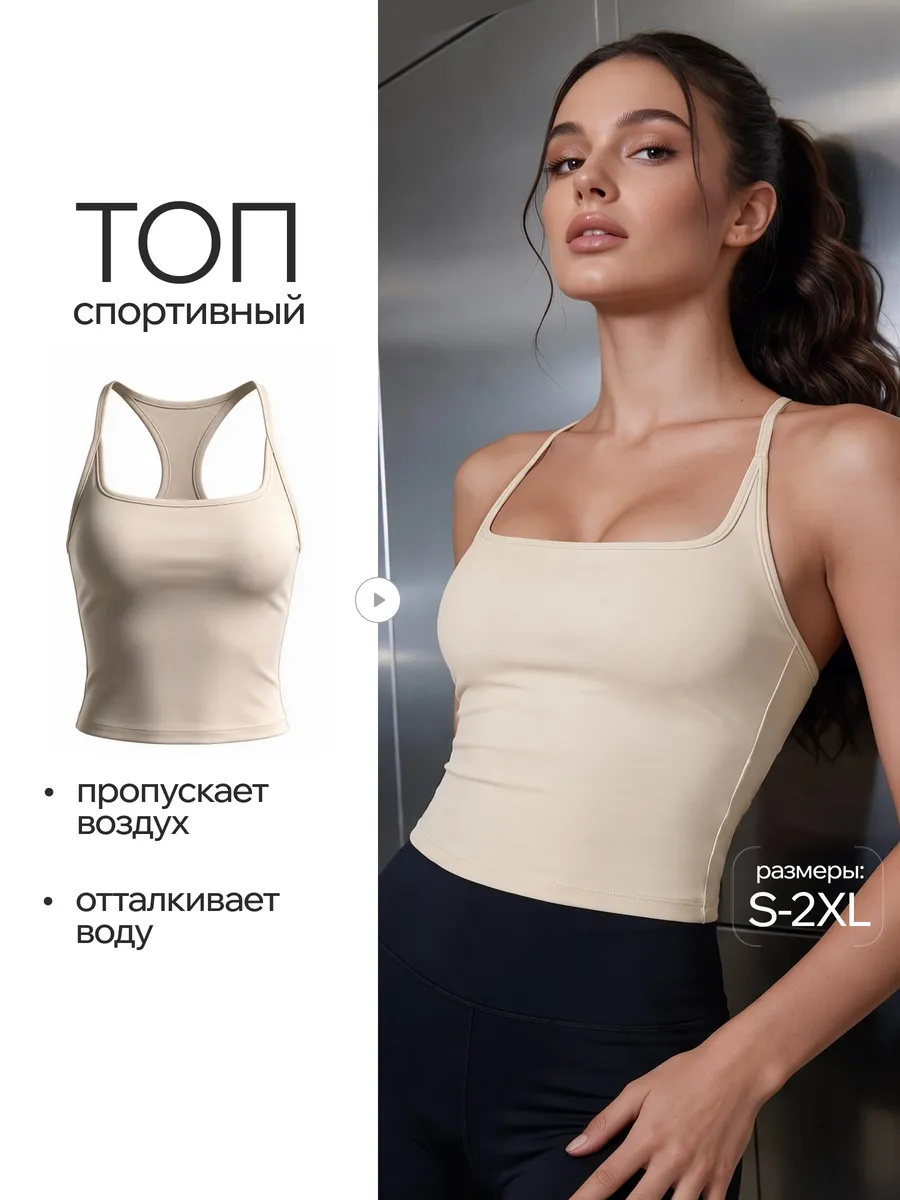 ТОП
спортивный
• пропускает
воздух
• отталкивает
воду
размеры:
S-2XL